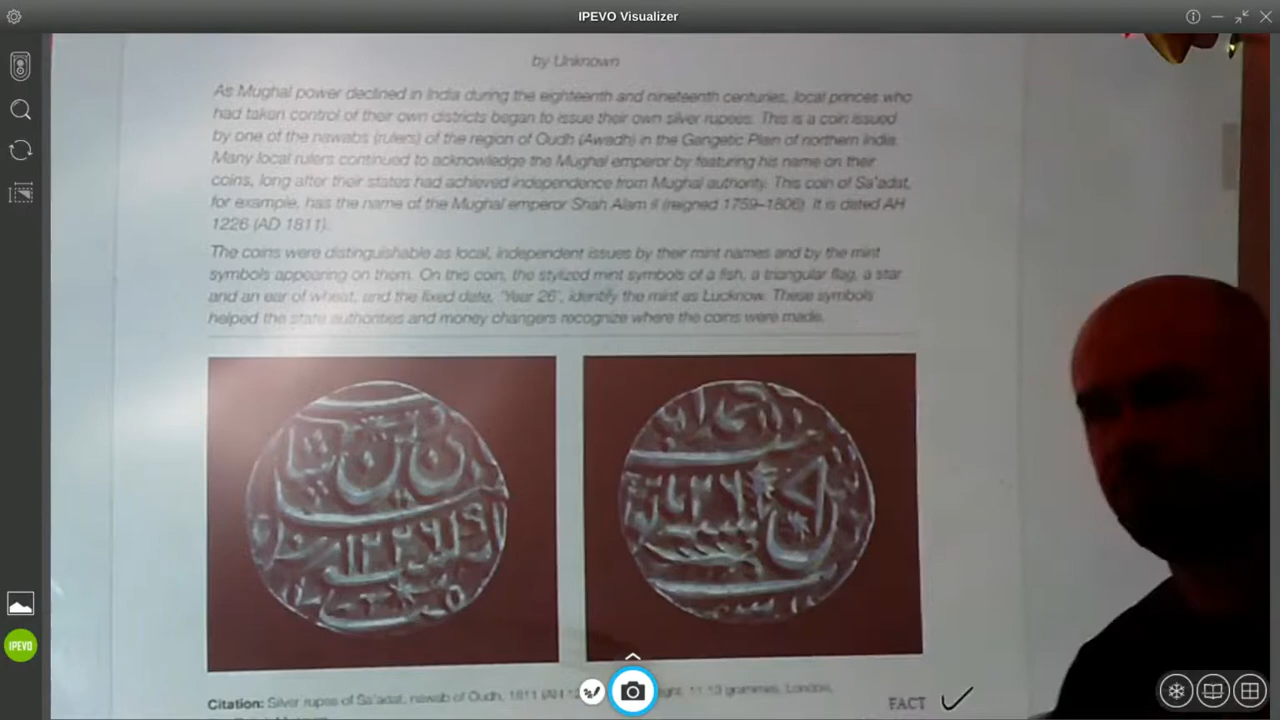 IPEVO Visualizer
by Unknown
As Mughal power declined in India during the eighteenth and nineteenth centuries, local princes who
had taken control of their own districts began to issue their own silver rupees. This is a coin issued
by one of the nawabs (rulers) of the region of Oudh (Awadh) in the Gangetic Plain of northern India.
Many local rulers continued to acknowledge the Mughal emperor by featuring his name on their
coins, long after their states had achieved independence from Mughal authority. This coin of Sa'adat,
for example, has the name of the Mughal emperor Shah Alam II (reigned 1759–1806). It is dated AH
1226 (AD 1811).
The coins were distinguishable as local, independent issues by their mint names and by the mint
symbols appearing on them. On this coin, the stylized mint symbols of a fish, a triangular flag, a star
and an ear of wheat, and the fixed date, 'Year 26', identify the mint as Lucknow. These symbols
helped the state authorities and money changers recognize where the coins were made.
١٢٢٦
٢٦
Citation: Silver rupee of Sa'adat, nawab of Oudh, 1811 (AH 11.13 grammes, London,
FACT
IPEVO